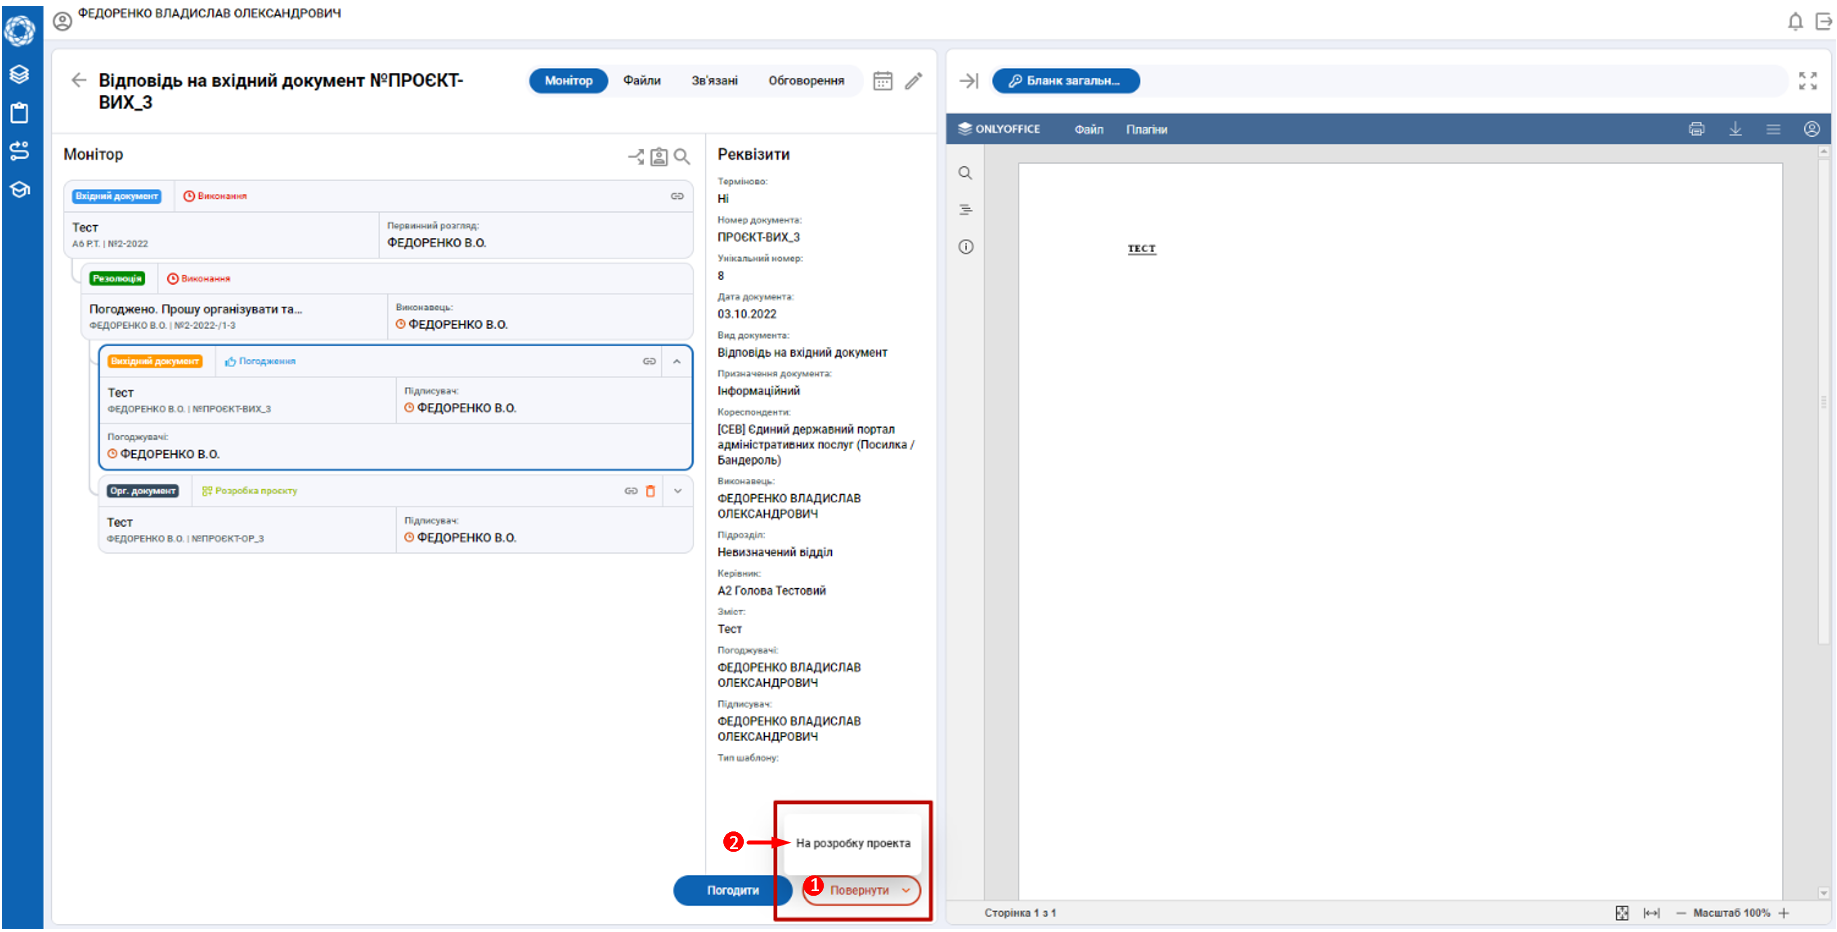 ФЕДОРЕНКО ВЛАДИСЛАВ ОЛЕКСАНДРОВИЧ
Відповідь на вхідний документ №ПРОЄКТ-
ВИХ_3
Монітор
Файли
Зв'язані
Обговорення
Монітор
Вхідний документ
Виконання
Тест
А6 Р.Т. | №2-2022
Первинний розгляд:
ФЕДОРЕНКО В.О.
Резолюція
Виконання
Погоджено. Прошу організувати та...
ФЕДОРЕНКО В.О. | №2-2022-/1-3
Виконавець:
ФЕДОРЕНКО В.О.
Вихідний документ
Погодження
Тест
ФЕДОРЕНКО В.О. | №ПРОЄКТ-ВИХ_3
Підписувач:
ФЕДОРЕНКО В.О.
Погоджувачі:
ФЕДОРЕНКО В.О.
Орг. документ
Розробка проєкту
Тест
ФЕДОРЕНКО В.О. | №ПРОЄКТ-ОР_3
Підписувач:
ФЕДОРЕНКО В.О.
Реквізити
Терміново:
Ні
Номер документа:
ПРОЄКТ-ВИХ_3
Унікальний номер:
8
Дата документа:
03.10.2022
Вид документа:
Відповідь на вхідний документ
Призначення документа:
Інформаційний
Кореспонденти:
[СЕВ] Єдиний державний портал
адміністративних послуг (Посилка /
Бандероль)
Виконавець:
ФЕДОРЕНКО ВЛАДИСЛАВ
ОЛЕКСАНДРОВИЧ
Підрозділ:
Невизначений відділ
Керівник:
А2 Голова Тестовий
Зміст:
Тест
Погоджувачі:
ФЕДОРЕНКО ВЛАДИСЛАВ
ОЛЕКСАНДРОВИЧ
Підписувач:
ФЕДОРЕНКО ВЛАДИСЛАВ
ОЛЕКСАНДРОВИЧ
Тип шаблону:
2
На розробку проекта
Погодити
1
Повернути
Бланк загальн...
ONLYOFFICE
Файл
Плагіни
ТЕСТ
Сторінка 1 з 1
Масштаб 100%